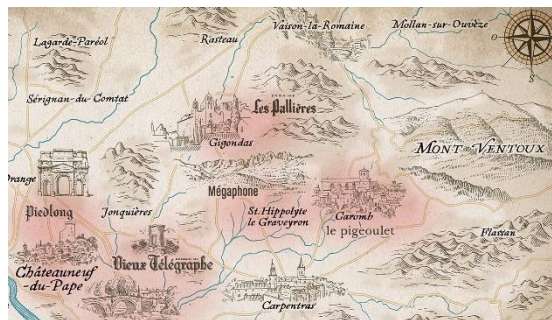 Vaison-la-Romaine
Mollan-sur-Ouvèze
Lagarde-Paréol
Rasteau
O
S
Sérignan-du-Comtat
Les Pallières
Gigondas
MONT VENTOUX
Orange
Mégaphone
Piedlong
Jonquières
St. Hippolyte
le Graveyron
Caromb
le pigeoulet
Flassan
Vieux Télégraphe
Châteauneuf
-du-Pape
Carpentras